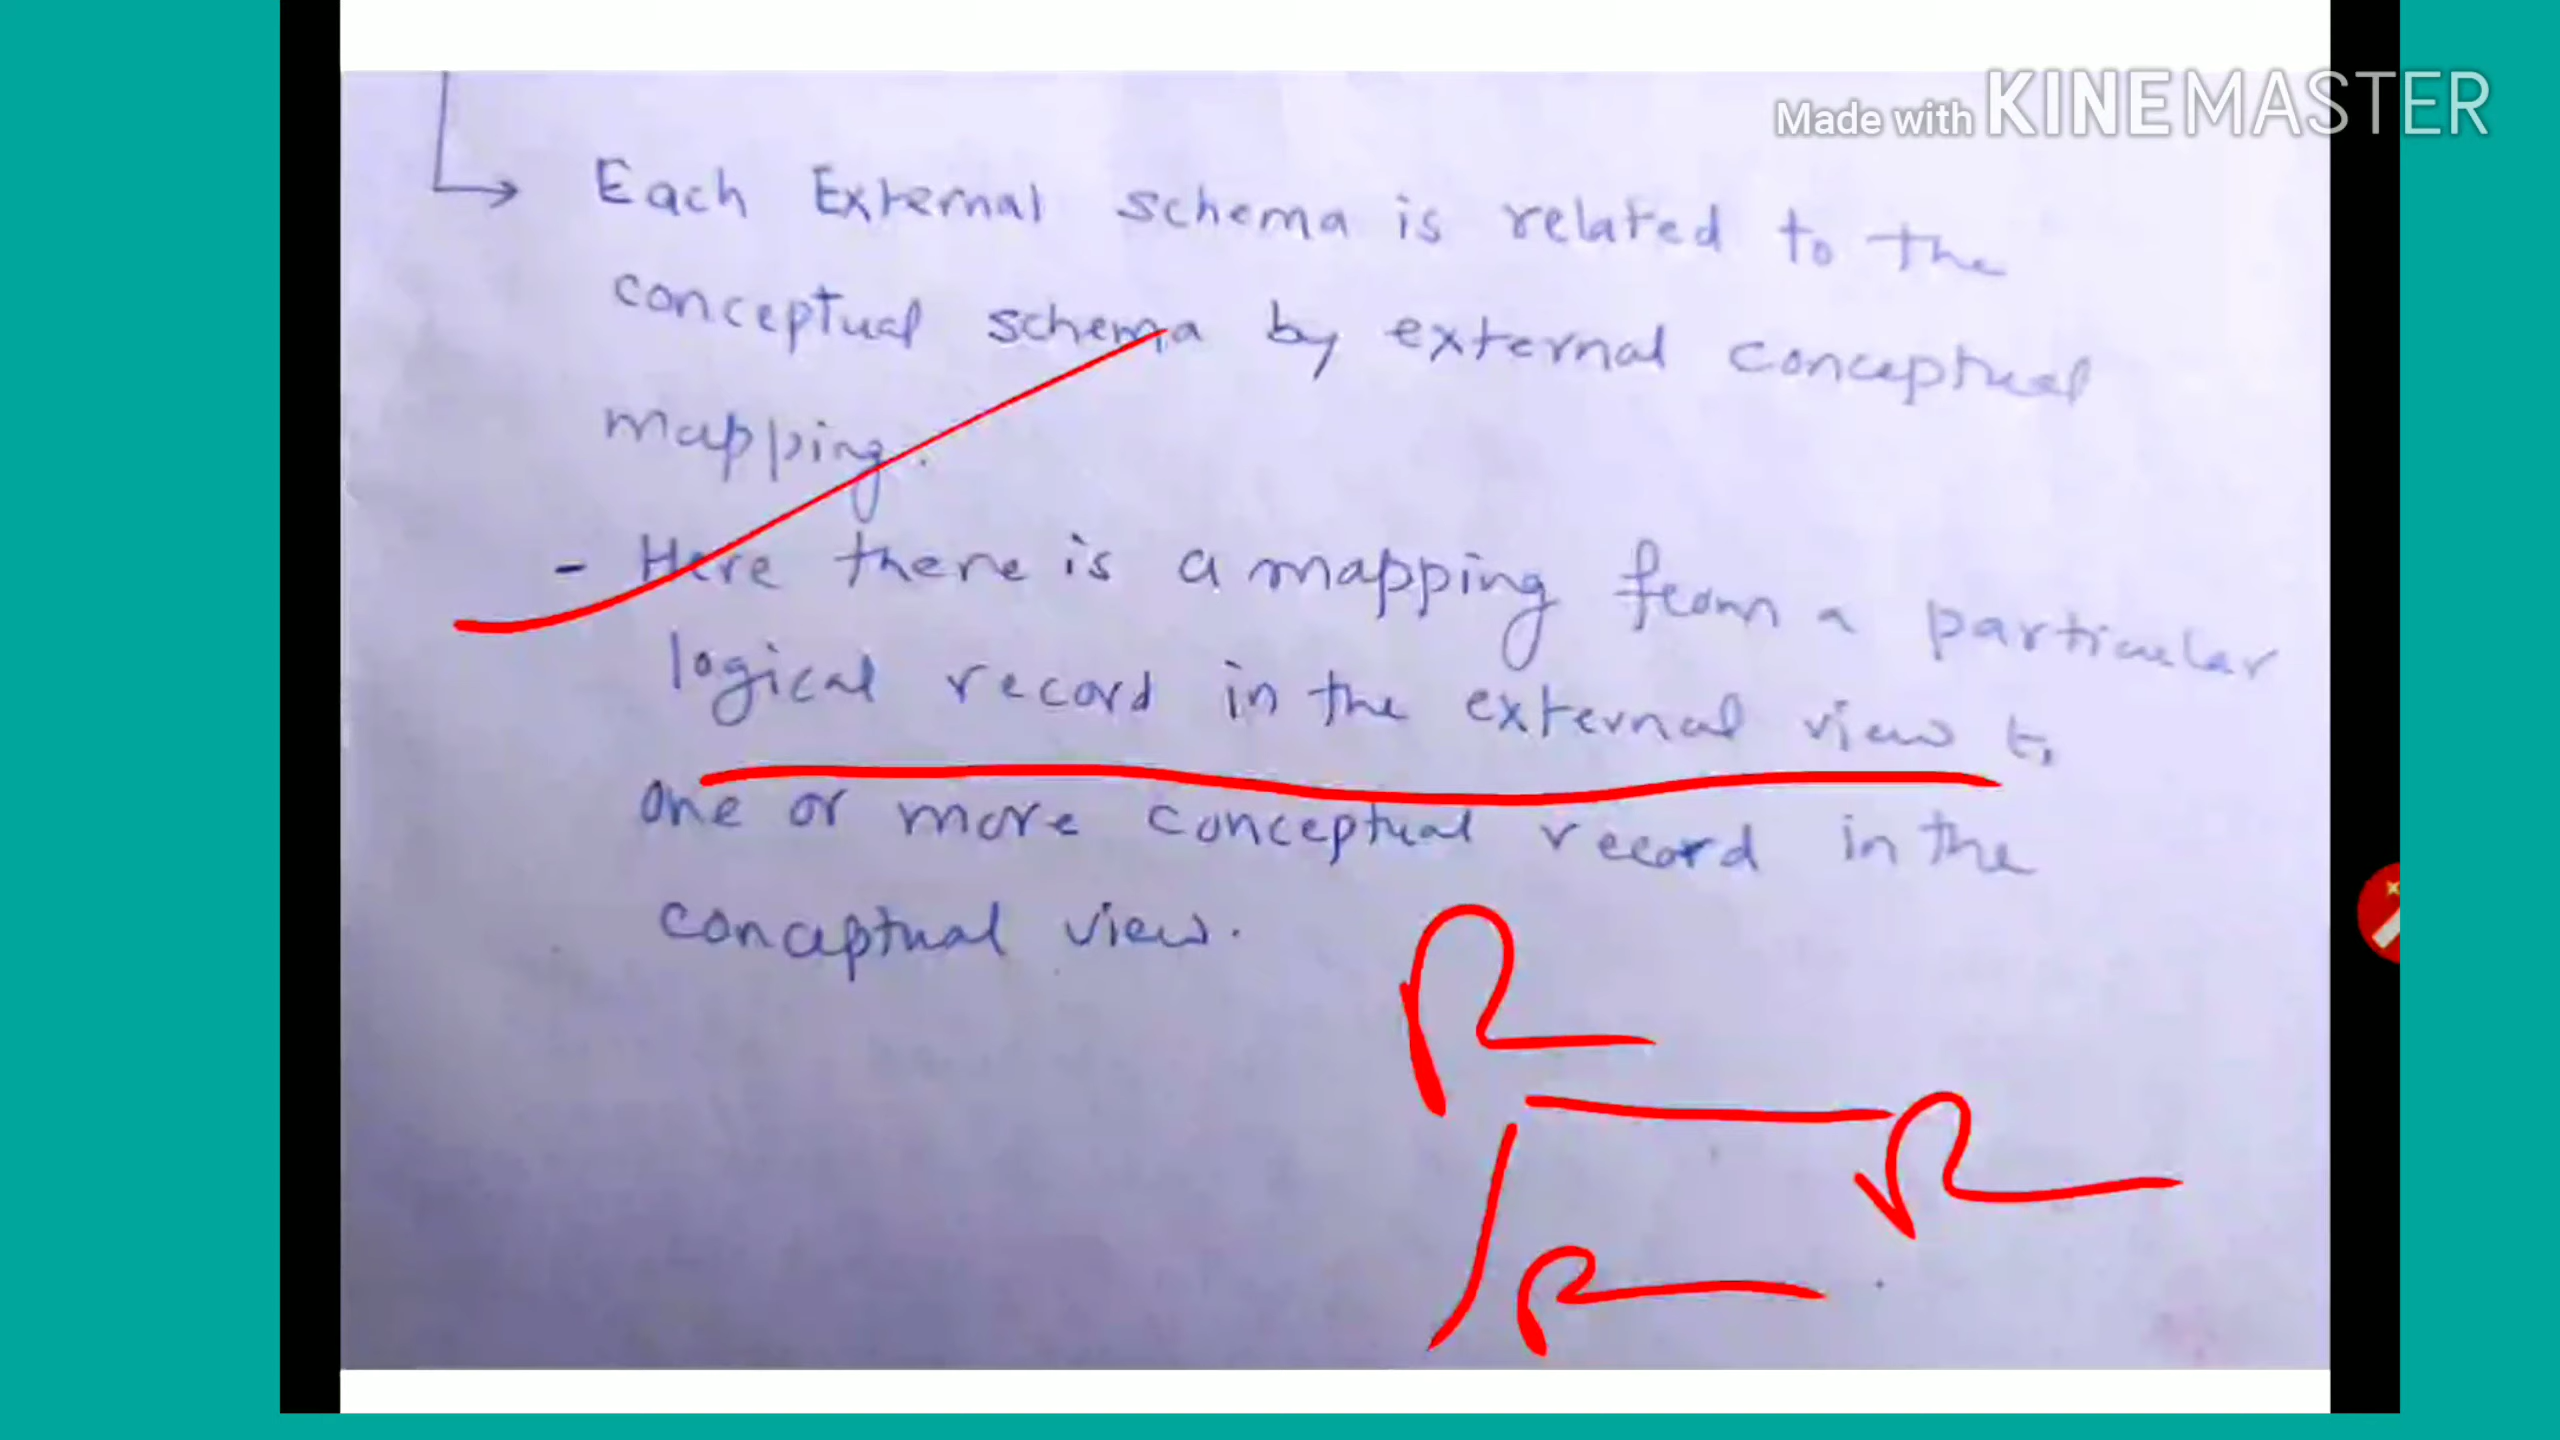 Made with KINEMASTER
Each External schema is related to the
conceptual schema by external conceptual
mapping.
- Here there is a mapping from a particular
logical record in the external view to
one or more conceptual record in the
conceptual view.
R
R
R